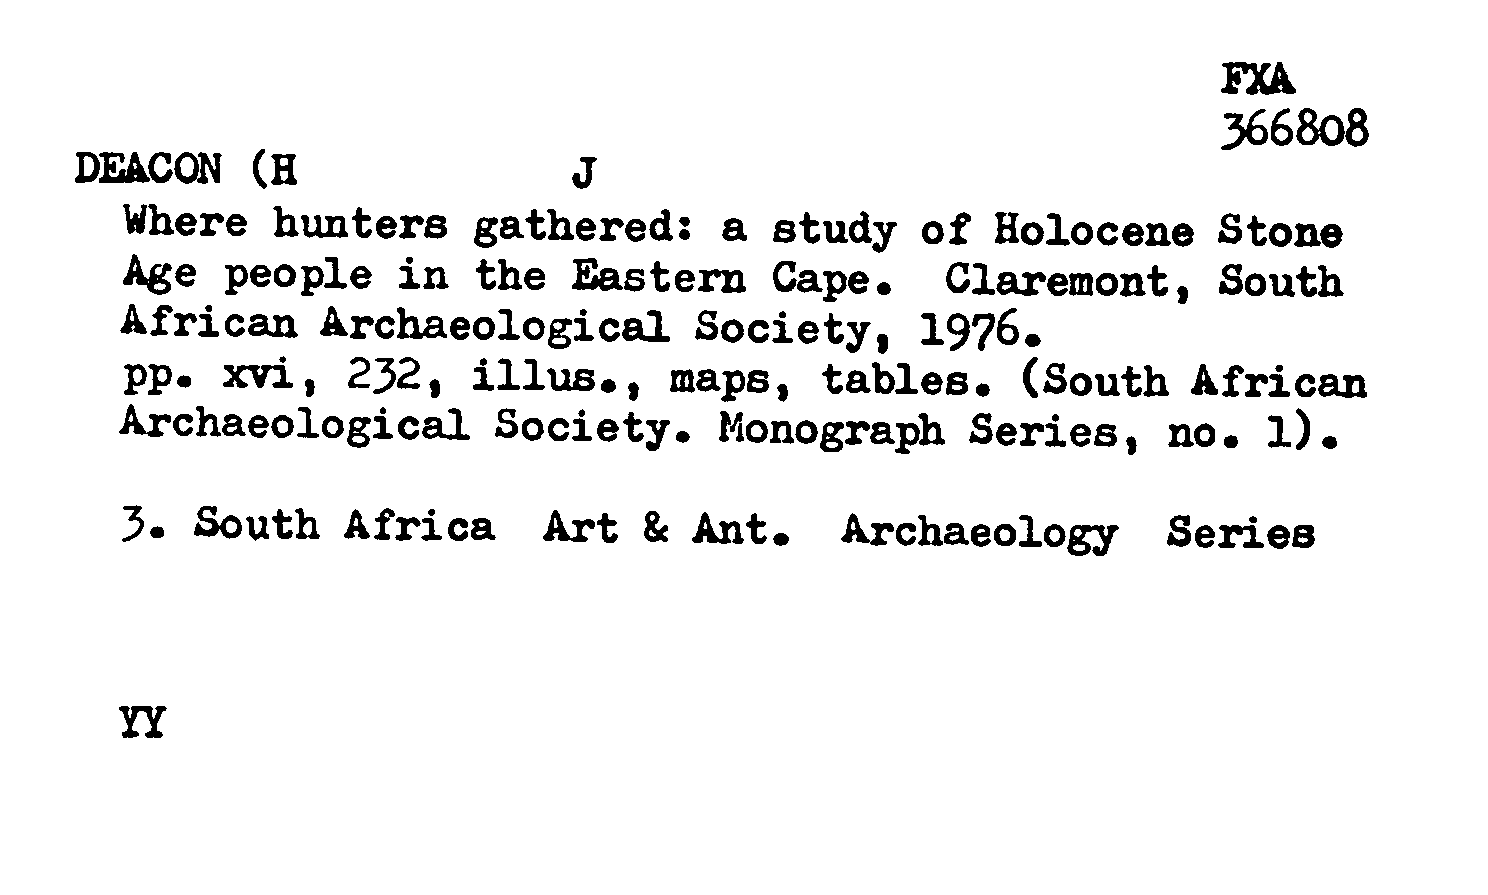 FXA
366808
DEACON (H J
Where hunters gathered: a study of Holocene Stone
Age people in the Eastern Cape. Claremont, South
African Archaeological Society, 1976.
pp. xvi, 232, illus., maps, tables. (South African
Archaeological Society. Monograph Series, no. 1).
3. South Africa Art & Ant. Archaeology Series
YY